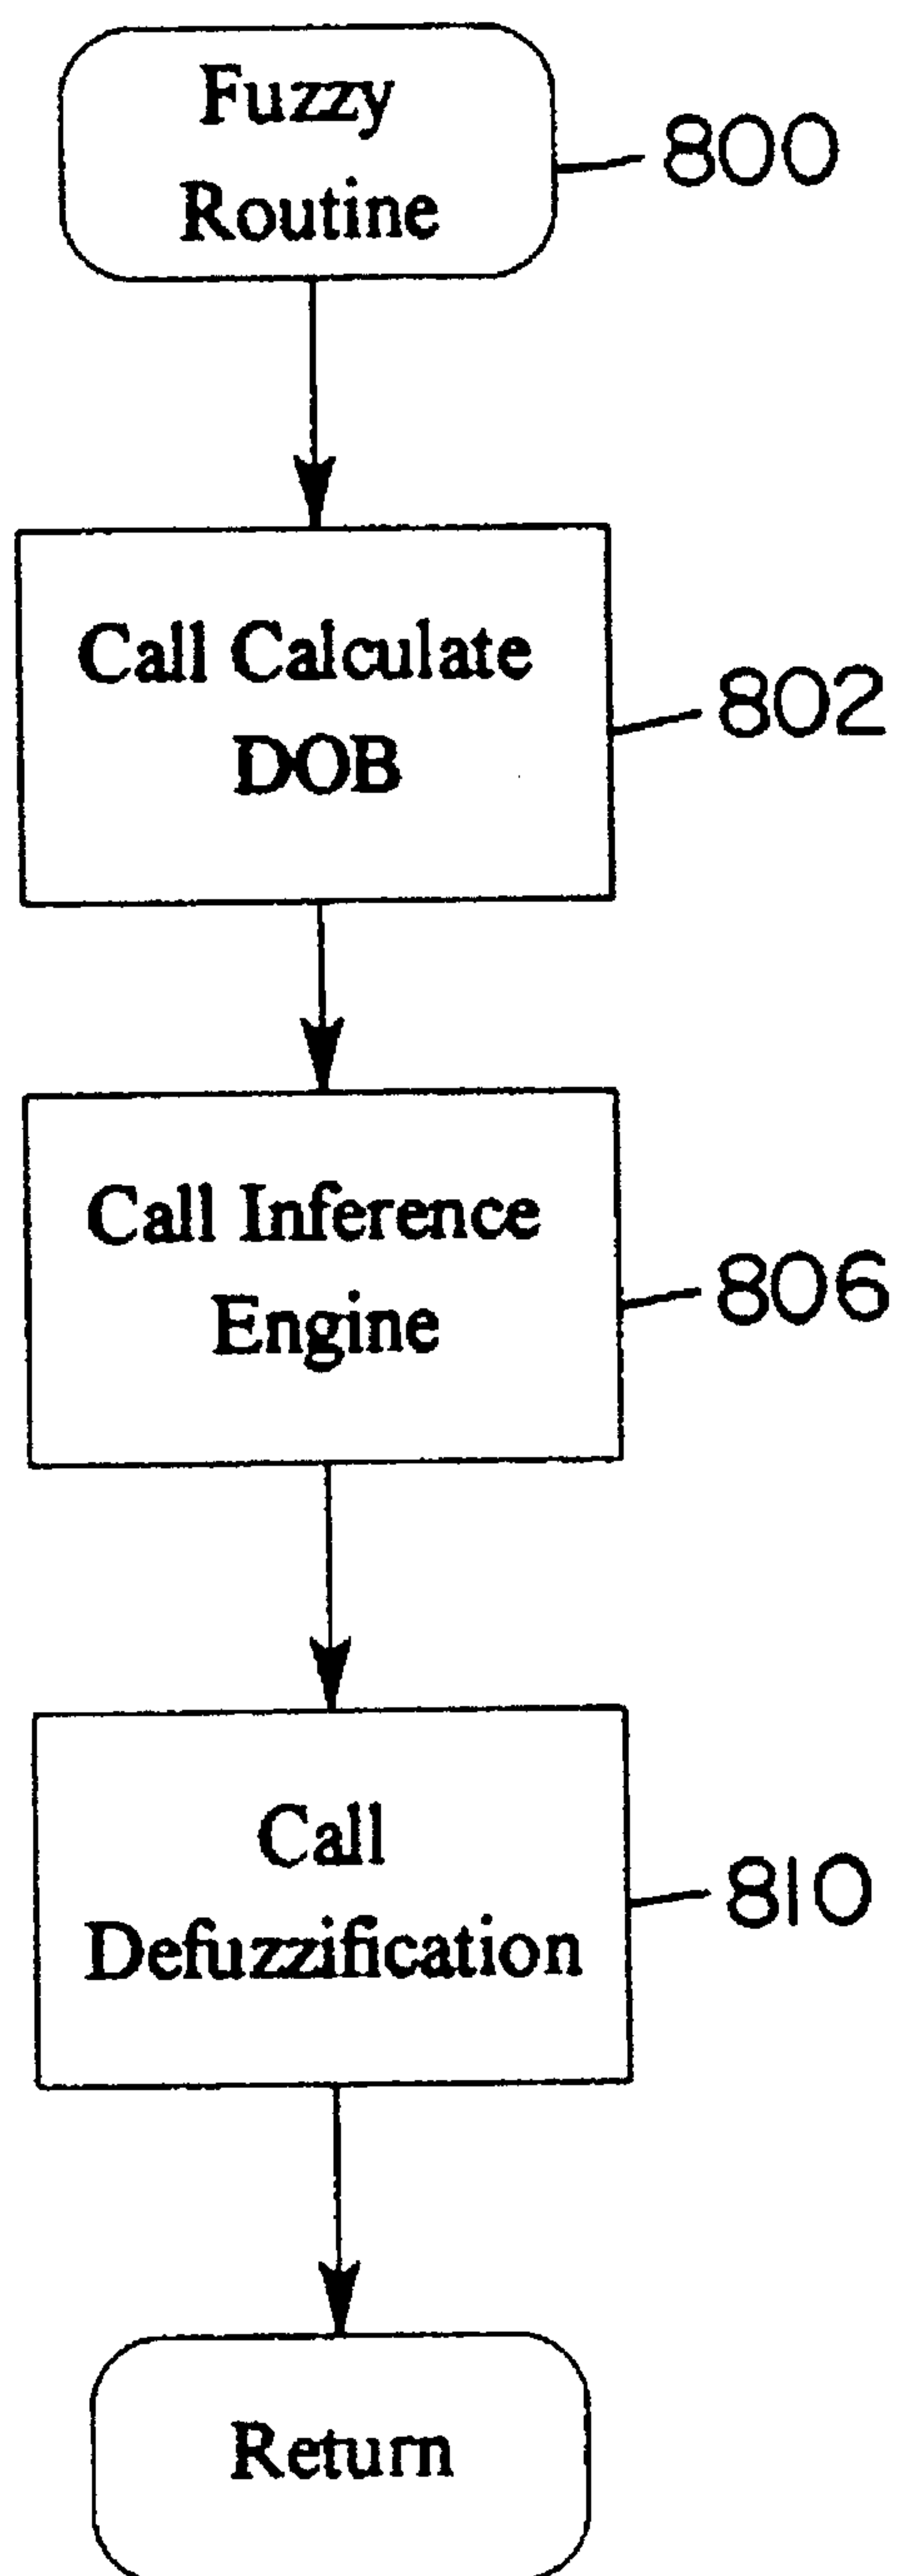 Fuzzy
Routine
800
Call Calculate
DOB
802
Call Inference
Engine
806
Call
Defuzzification
810
Return